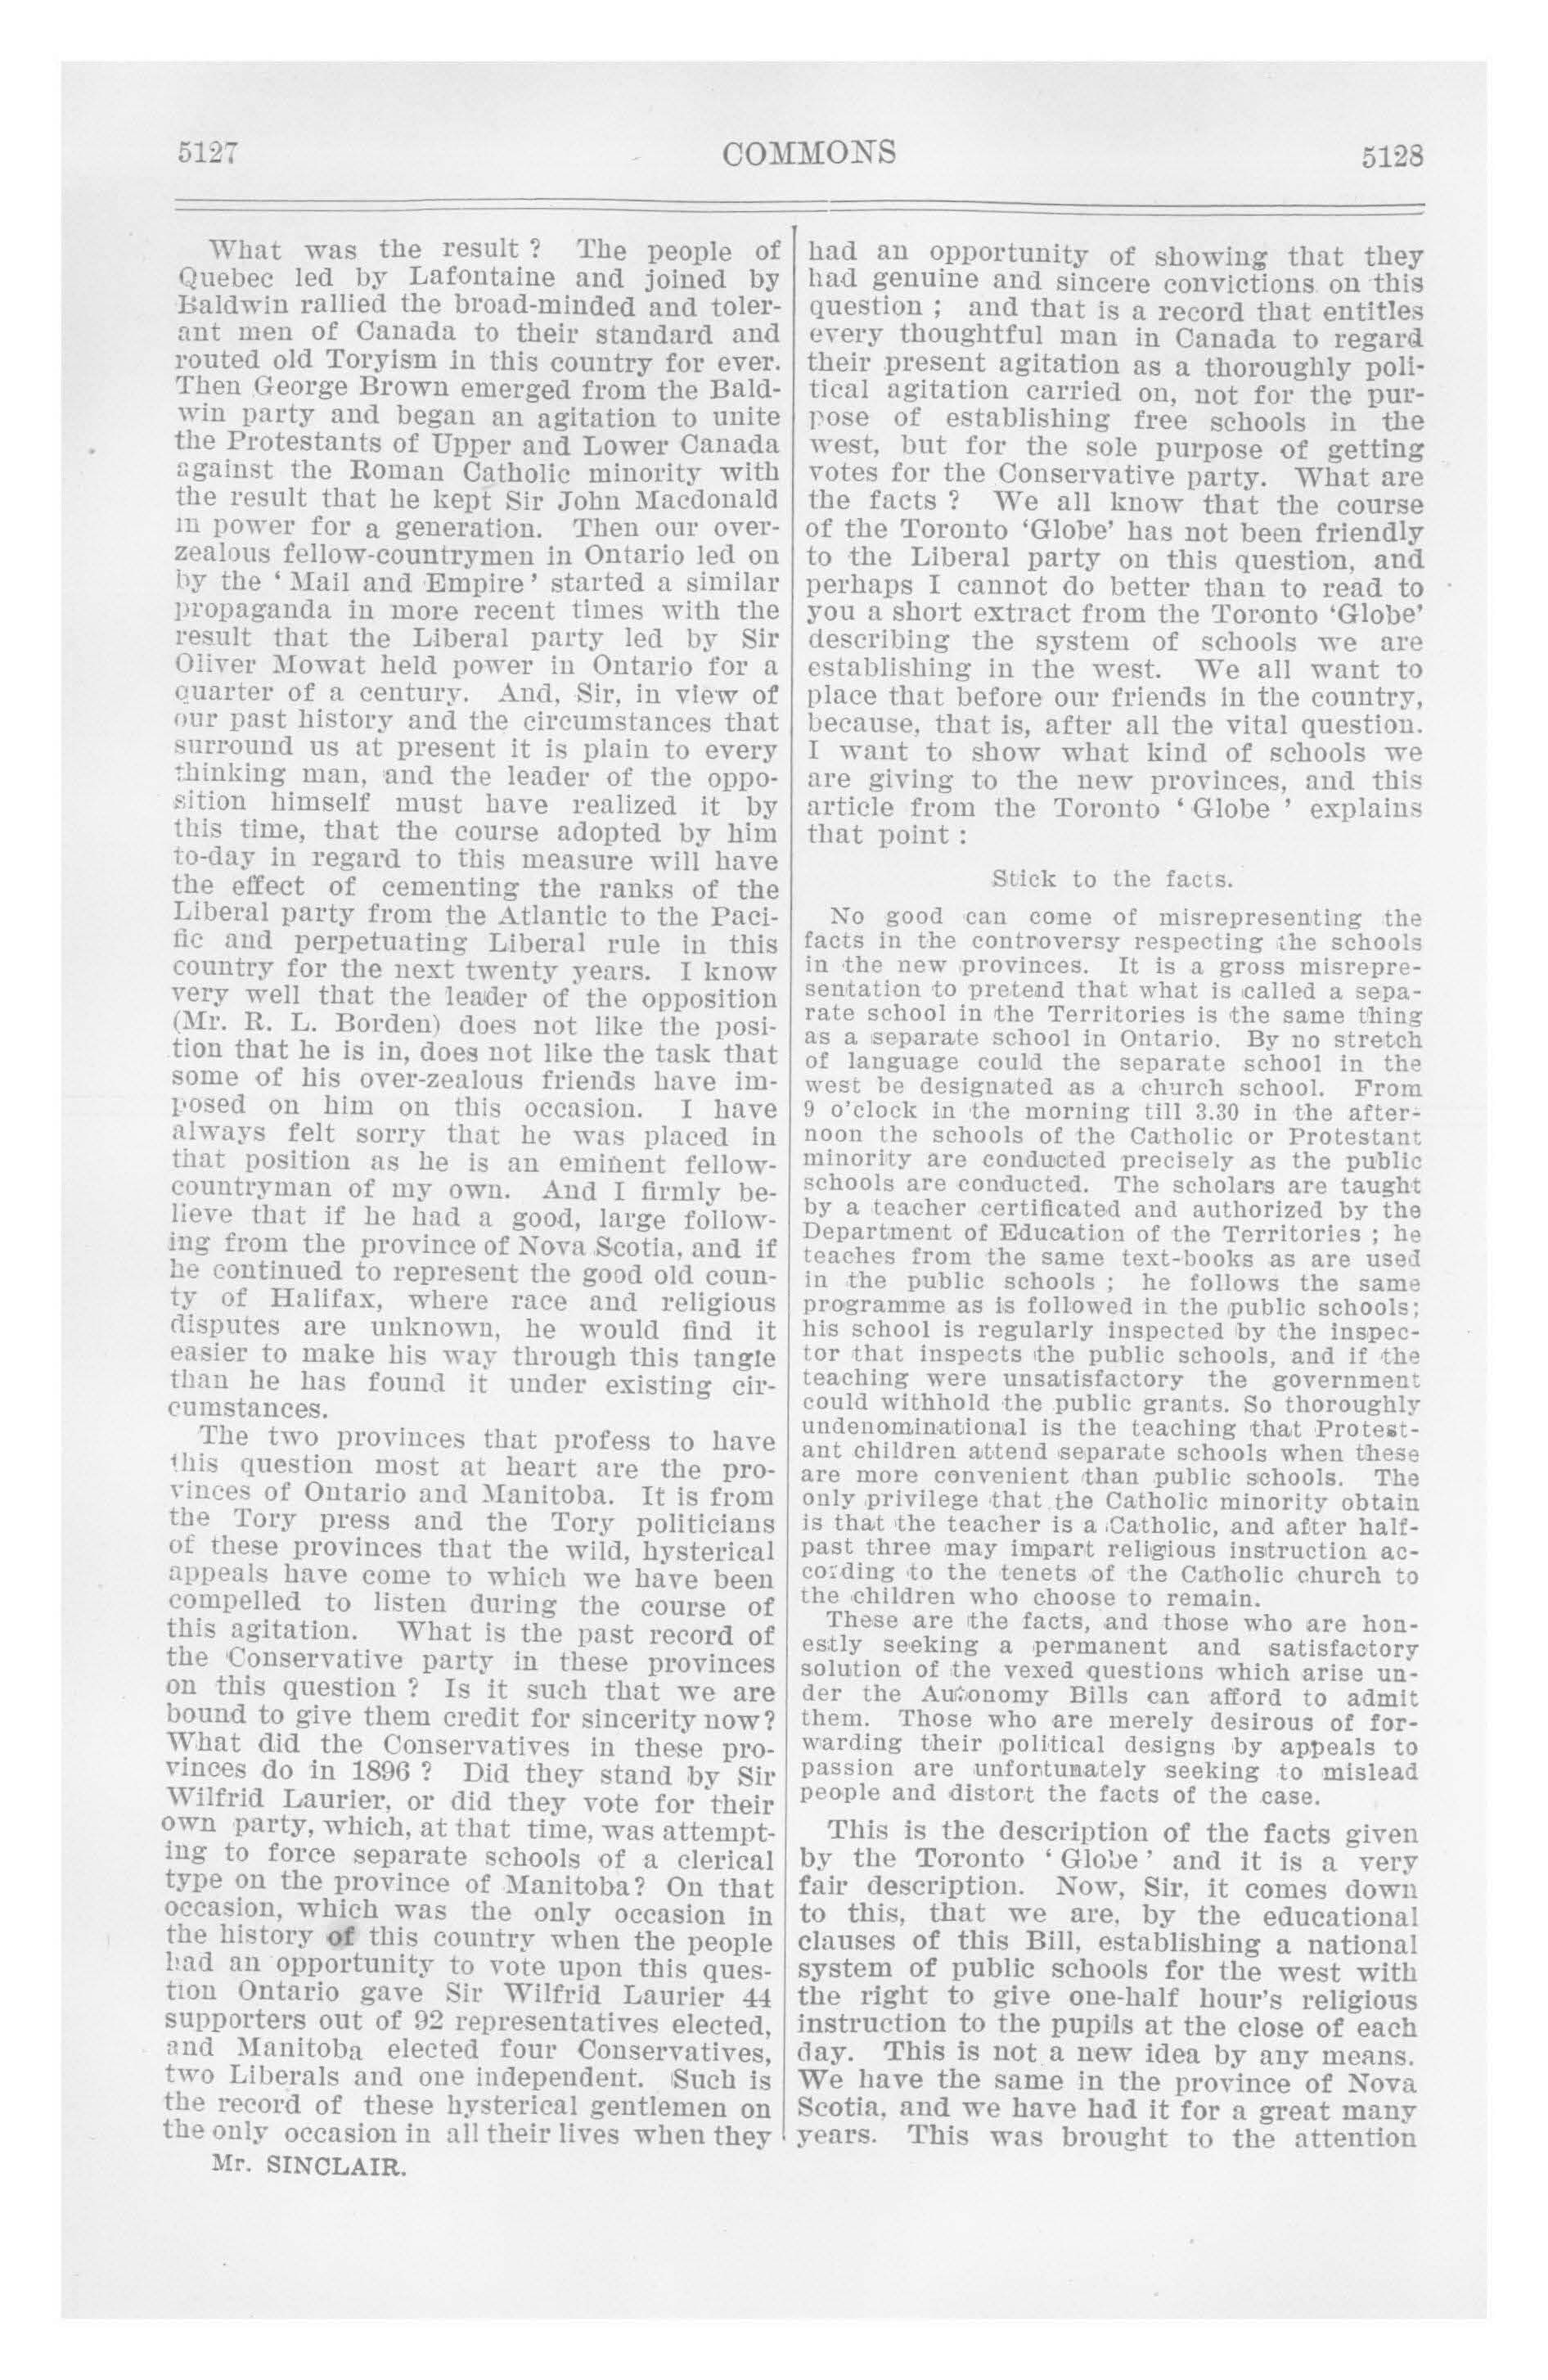 5127
COMMONS
5128
What was the result ? The people of
Quebec led by Lafontaine and joined by
Baldwin rallied the broad-minded and toler-
ant men of Canada to their standard and
routed old Toryism in this country for ever.
Then George Brown emerged from the Bald-
win party and began an agitation to unite
the Protestants of Upper and Lower Canada
against the Roman Catholic minority with
the result that he kept Sir John Macdonald
in power for a generation. Then our over-
zealous fellow-countrymen in Ontario led on
by the ‘ Mail and Empire ’ started a similar
propaganda in more recent times with the
result that the Liberal party led by Sir
Oliver Mowat held power in Ontario for a
quarter of a century. And, Sir, in view of
our past history and the circumstances that
surround us at present it is plain to every
thinking man, and the leader of the oppo-
sition himself must have realized it by
this time, that the course adopted by him
to-day in regard to this measure will have
the effect of cementing the ranks of the
Liberal party from the Atlantic to the Paci-
fic and perpetuating Liberal rule in this
country for the next twenty years. I know
very well that the leader of the opposition
(Mr. R. L. Borden) does not like the posi-
tion that he is in, does not like the task that
some of his over-zealous friends have im-
posed on him on this occasion. I have
always felt sorry that he was placed in
that position as he is an eminent fellow-
countryman of my own. And I firmly be-
lieve that if he had a good, large follow-
ing from the province of Nova Scotia, and if
he continued to represent the good old coun-
ty of Halifax, where race and religious
disputes are unknown, he would find it
easier to make his way through this tangle
than he has found it under existing cir-
cumstances.
The two provinces that profess to have
this question most at heart are the pro-
vinces of Ontario and Manitoba. It is from
the Tory press and the Tory politicians
of these provinces that the wild, hysterical
appeals have come to which we have been
compelled to listen during the course of
this agitation. What is the past record of
the Conservative party in these provinces
on this question ? Is it such that we are
bound to give them credit for sincerity now?
What did the Conservatives in these pro-
vinces do in 1896 ? Did they stand by Sir
Wilfrid Laurier, or did they vote for their
own party, which, at that time, was attempt-
ing to force separate schools of a clerical
type on the province of Manitoba? On that
occasion, which was the only occasion in
the history of this country when the people
had an opportunity to vote upon this ques-
tion Ontario gave Sir Wilfrid Laurier 44
supporters out of 92 representatives elected,
and Manitoba elected four Conservatives,
two Liberals and one independent. Such is
the record of these hysterical gentlemen on
the only occasion in all their lives when they
Mr. SINCLAIR.
had an opportunity of showing that they
had genuine and sincere convictions on this
question ; and that is a record that entitles
every thoughtful man in Canada to regard
their present agitation as a thoroughly poli-
tical agitation carried on, not for the pur-
pose of establishing free schools in the
west, but for the sole purpose of getting
votes for the Conservative party. What are
the facts ? We all know that the course
of the Toronto ‘Globe’ has not been friendly
to the Liberal party on this question, and
perhaps I cannot do better than to read to
you a short extract from the Toronto ‘Globe’
describing the system of schools we are
establishing in the west. We all want to
place that before our friends in the country,
because, that is, after all the vital question.
I want to show what kind of schools we
are giving to the new provinces, and this
article from the Toronto ‘ Globe ’ explains
that point :
Stick to the facts.
No good can come of misrepresenting the
facts in the controversy respecting the schools
in the new provinces. It is a gross misrepre-
sentation to pretend that what is called a sepa-
rate school in the Territories is the same thing
as a separate school in Ontario. By no stretch
of language could the separate school in the
west be designated as a church school. From
9 o'clock in the morning till 3.30 in the after-
noon the schools of the Catholic or Protestant
minority are conducted precisely as the public
schools are conducted. The scholars are taught
by a teacher certificated and authorized by the
Department of Education of the Territories ; he
teaches from the same text-books as are used
in the public schools ; he follows the same
programme as is followed in the public schools;
his school is regularly inspected by the inspec-
tor that inspects the public schools, and if the
teaching were unsatisfactory the government
could withhold the public grants. So thoroughly
undenominational is the teaching that Protest-
ant children attend separate schools when these
are more convenient than public schools. The
only privilege that the Catholic minority obtain
is that the teacher is a Catholic, and after half-
past three may impart religious instruction ac-
cording to the tenets of the Catholic church to
the children who choose to remain.
These are the facts, and those who are hon-
estly seeking a permanent and satisfactory
solution of the vexed questions which arise un-
der the Autonomy Bills can afford to admit
them. Those who are merely desirous of for-
warding their political designs by appeals to
passion are unfortunately seeking to mislead
people and distort the facts of the case.
This is the description of the facts given
by the Toronto ‘ Globe ’ and it is a very
fair description. Now, Sir, it comes down
to this, that we are, by the educational
clauses of this Bill, establishing a national
system of public schools for the west with
the right to give one-half hour's religious
instruction to the pupils at the close of each
day. This is not a new idea by any means.
We have the same in the province of Nova
Scotia, and we have had it for a great many
years. This was brought to the attention